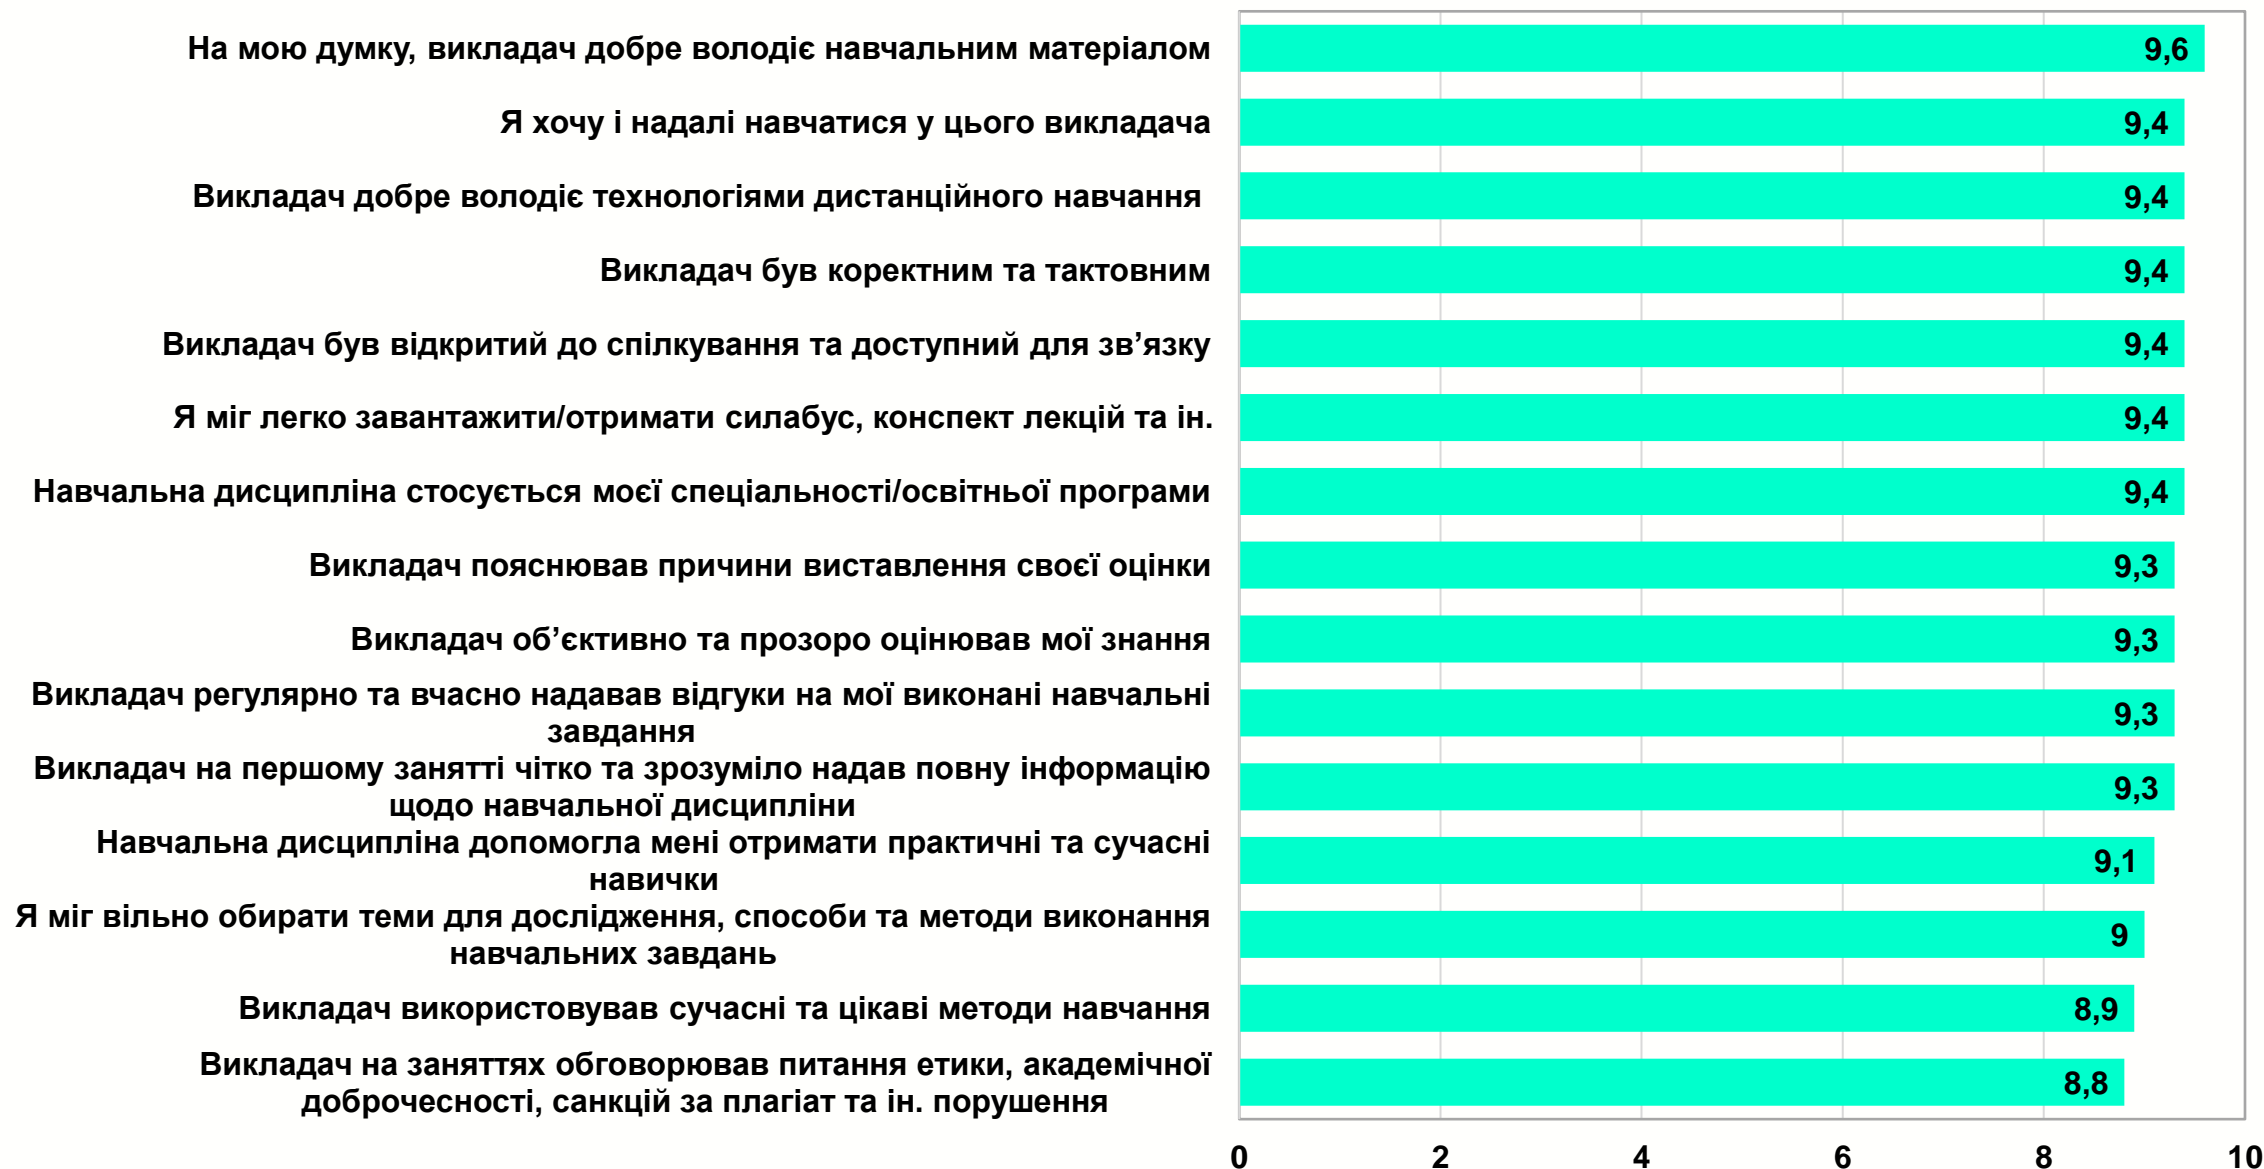 На мою думку, викладач добре володіє навчальним матеріалом
9,6
Я хочу і надалі навчатися у цього викладача
9,4
Викладач добре володіє технологіями дистанційного навчання
9,4
Викладач був коректним та тактовним
9,4
Викладач був відкритий до спілкування та доступний для зв’язку
9,4
Я міг легко завантажити/отримати силабус, конспект лекцій та ін.
9,4
Навчальна дисципліна стосується моєї спеціальності/освітньої програми
9,4
Викладач пояснював причини виставлення своєї оцінки
9,3
Викладач об’єктивно та прозоро оцінював мої знання
9,3
Викладач регулярно та вчасно надавав відгуки на мої виконані навчальні
завдання
9,3
Викладач на першому занятті чітко та зрозуміло надав повну інформацію
щодо навчальної дисципліни
9,3
Навчальна дисципліна допомогла мені отримати практичні та сучасні
навички
9,1
Я міг вільно обирати теми для дослідження, способи та методи виконання
навчальних завдань
9
Викладач використовував сучасні та цікаві методи навчання
8,9
Викладач на заняттях обговорював питання етики, академічної
доброчесності, санкцій за плагіат та ін. порушення
8,8
0 2 4 6 8 10